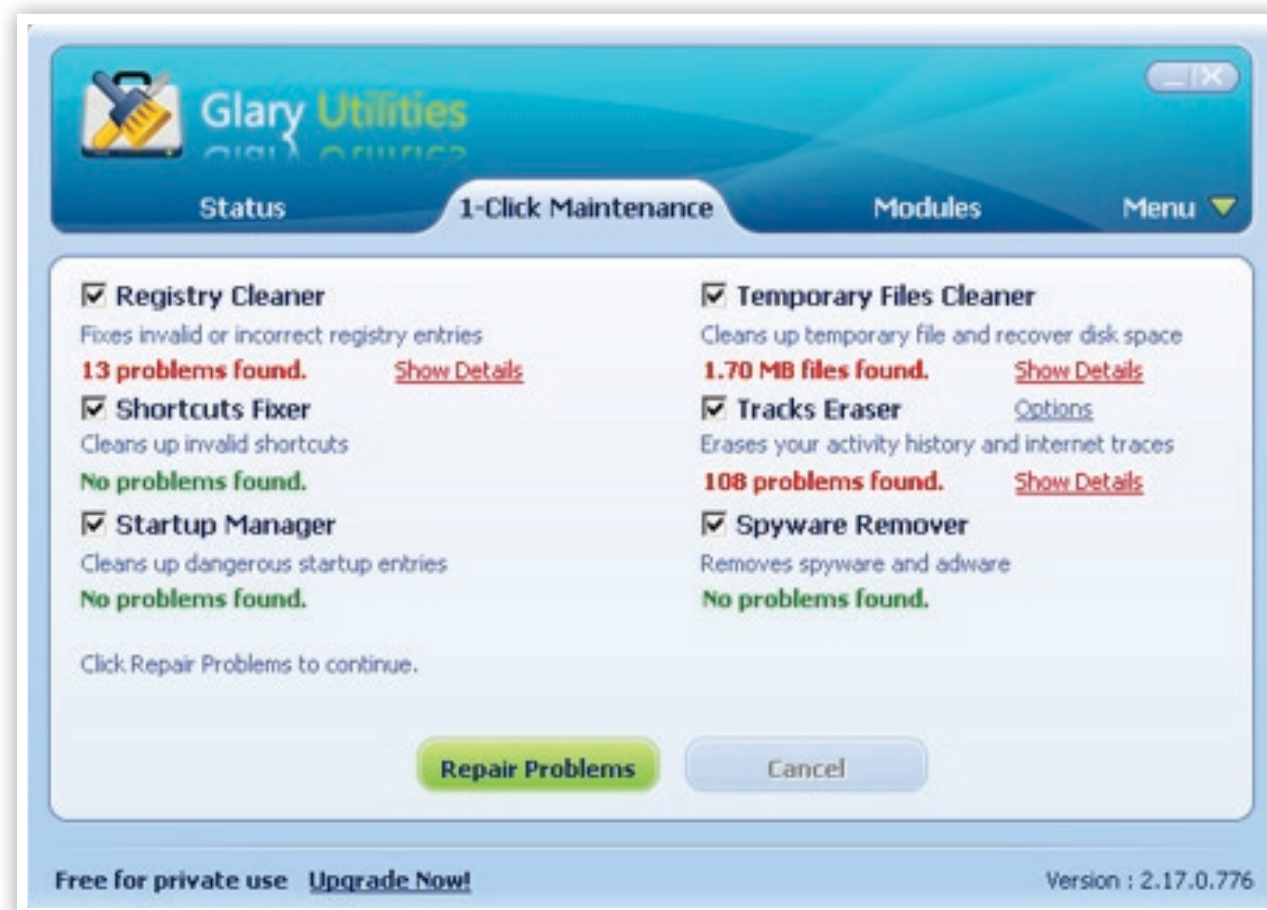 Glary Utilities
Status 1-Click Maintenance Modules Menu
Registry Cleaner
Fixes invalid or incorrect registry entries
13 problems found. Show Details
Shortcuts Fixer
Cleans up invalid shortcuts
No problems found.
Startup Manager
Cleans up dangerous startup entries
No problems found.
Temporary Files Cleaner
Cleans up temporary file and recover disk space
1.70 MB files found. Show Details
Tracks Eraser Options
Erases your activity history and internet traces
108 problems found. Show Details
Spyware Remover
Removes spyware and adware
No problems found.
Click Repair Problems to continue.
Repair Problems Cancel
Free for private use Upgrade Now! Version : 2.17.0.776